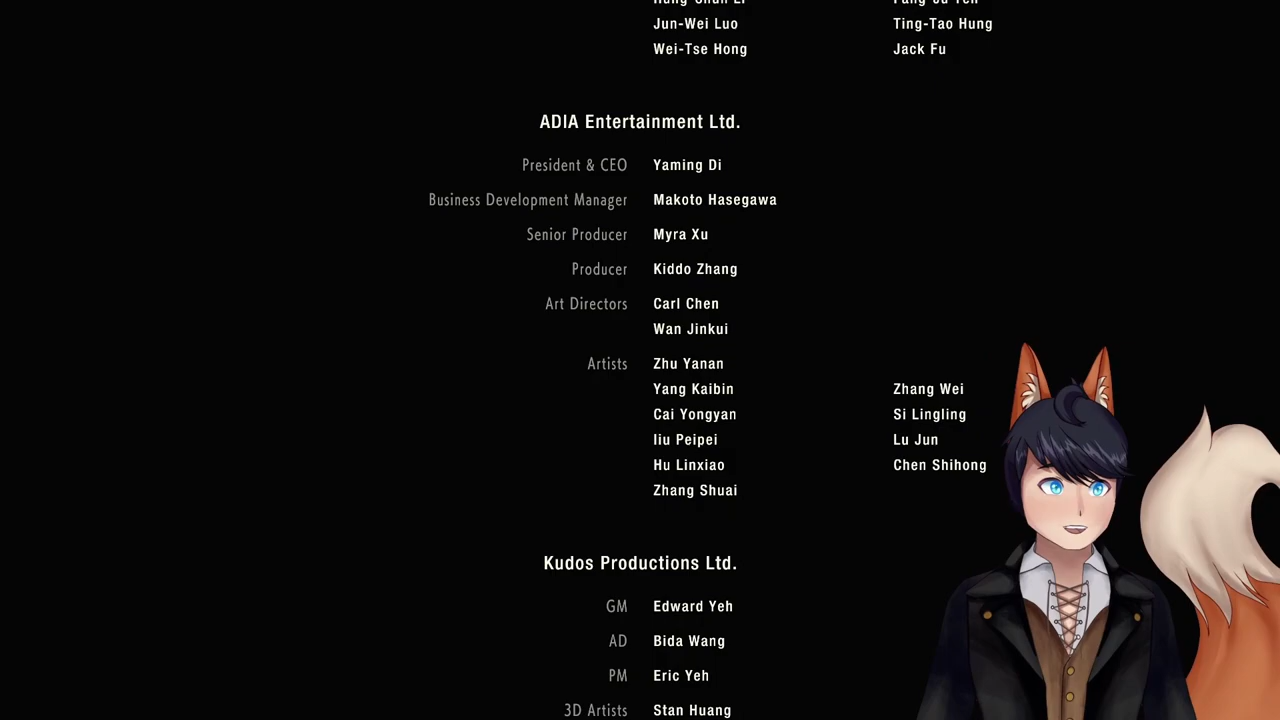 Jun-Wei Luo Ting-Tao Hung
Wei-Tse Hong Jack Fu
ADIA Entertainment Ltd.
President & CEO Yaming Di
Business Development Manager Makoto Hasegawa
Senior Producer Myra Xu
Producer Kiddo Zhang
Art Directors Carl Chen
Wan Jinkui
Artists Zhu Yanan
Yang Kaibin Zhang Wei
Cai Yongyan Si Lingling
liu Peipei Lu Jun
Hu Linxiao Chen Shihong
Zhang Shuai
Kudos Productions Ltd.
GM Edward Yeh
AD Bida Wang
PM Eric Yeh
3D Artists Stan Huang